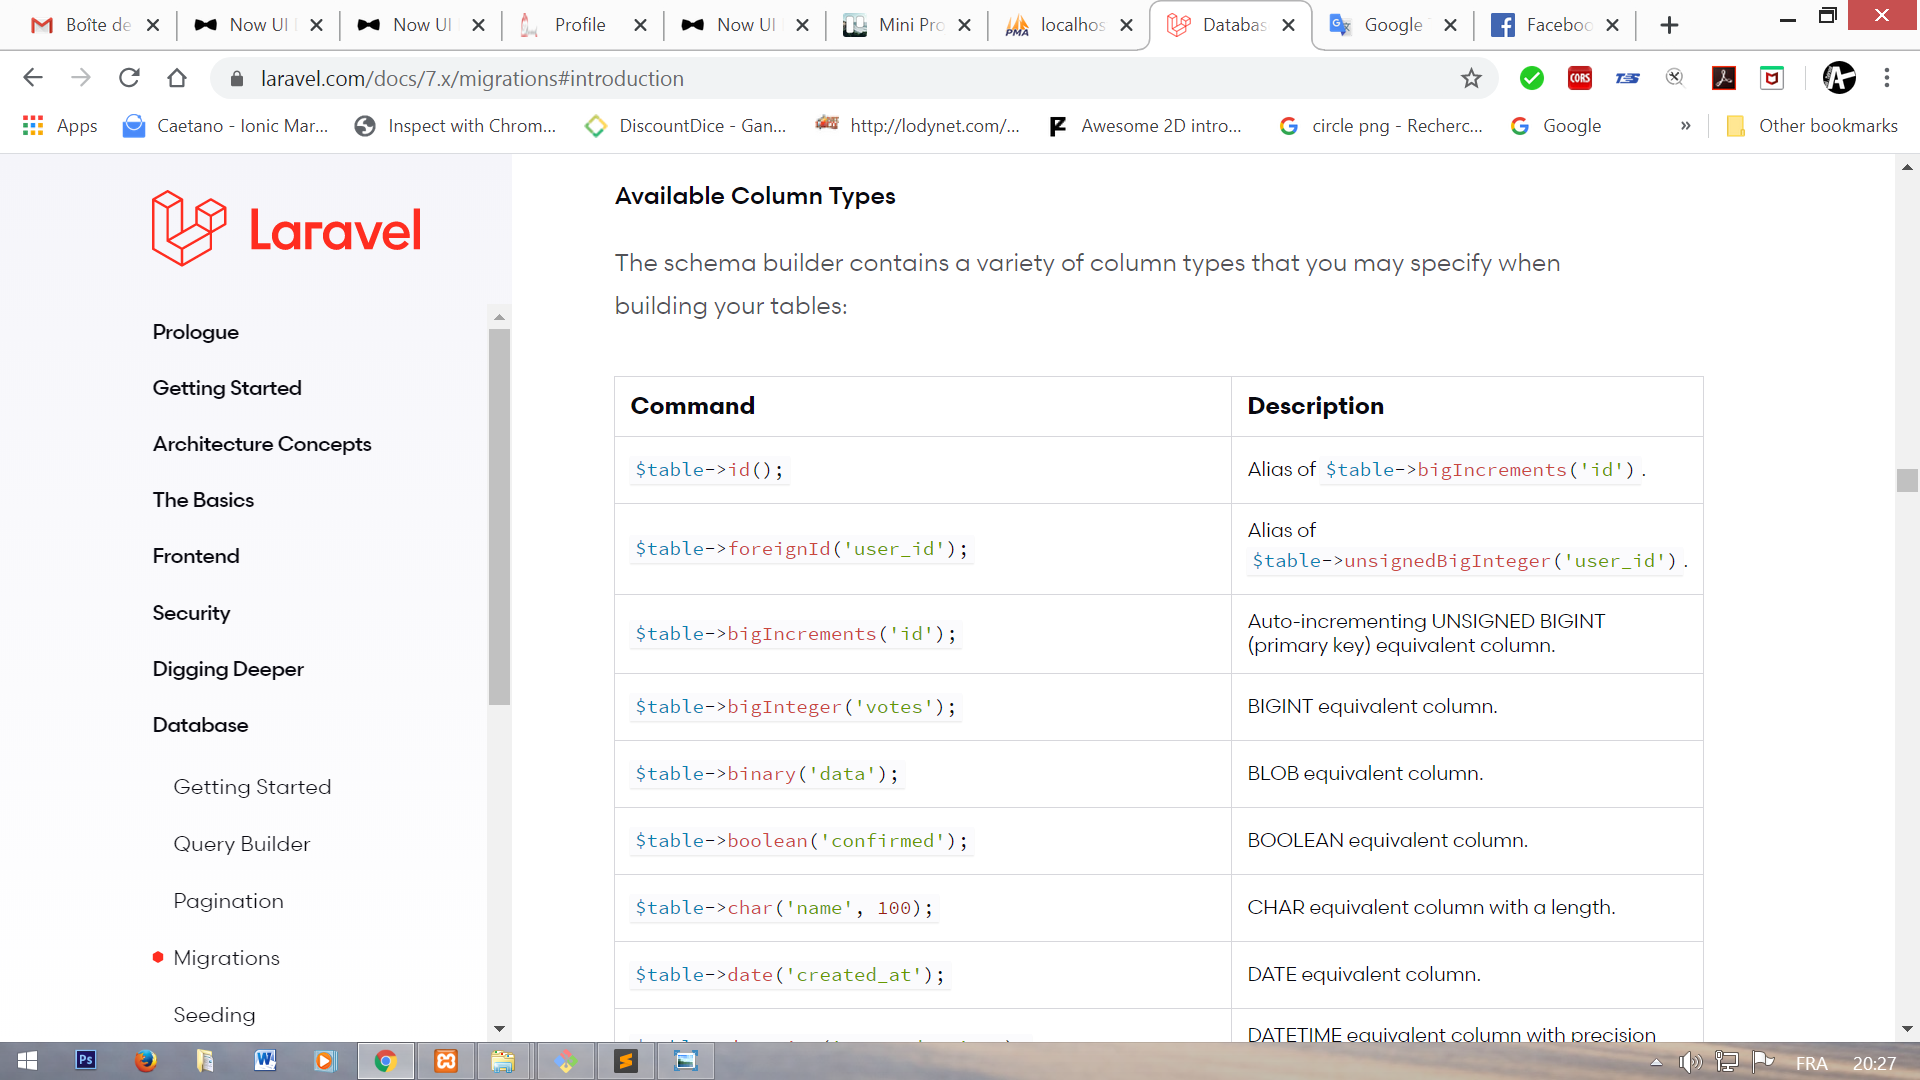 Boîte de
Now UI
Now UI
Profile
Now UI
Mini Pro
localhos
Databas
Google
Faceboo
laravel.com/docs/7.x/migrations#introduction
Apps
Caetano - Ionic Mar...
Inspect with Chrom...
DiscountDice - Gan...
http://lodynet.com/...
Awesome 2D intro...
circle png - Recherc...
Google
»
Other bookmarks
Laravel
Prologue
Getting Started
Architecture Concepts
The Basics
Frontend
Security
Digging Deeper
Database
Getting Started
Query Builder
Pagination
Migrations
Seeding
Available Column Types
The schema builder contains a variety of column types that you may specify when
building your tables:
Command Description
$table->id(); Alias of $table->bigIncrements('id').
$table->foreignId('user_id'); Alias of
$table->unsignedBigInteger('user_id').
$table->bigIncrements('id'); Auto-incrementing UNSIGNED BIGINT
(primary key) equivalent column.
$table->bigInteger('votes'); BIGINT equivalent column.
$table->binary('data'); BLOB equivalent column.
$table->boolean('confirmed'); BOOLEAN equivalent column.
$table->char('name', 100); CHAR equivalent column with a length.
$table->date('created_at'); DATE equivalent column.
DATETIME equivalent column with precision
FRA 20:27